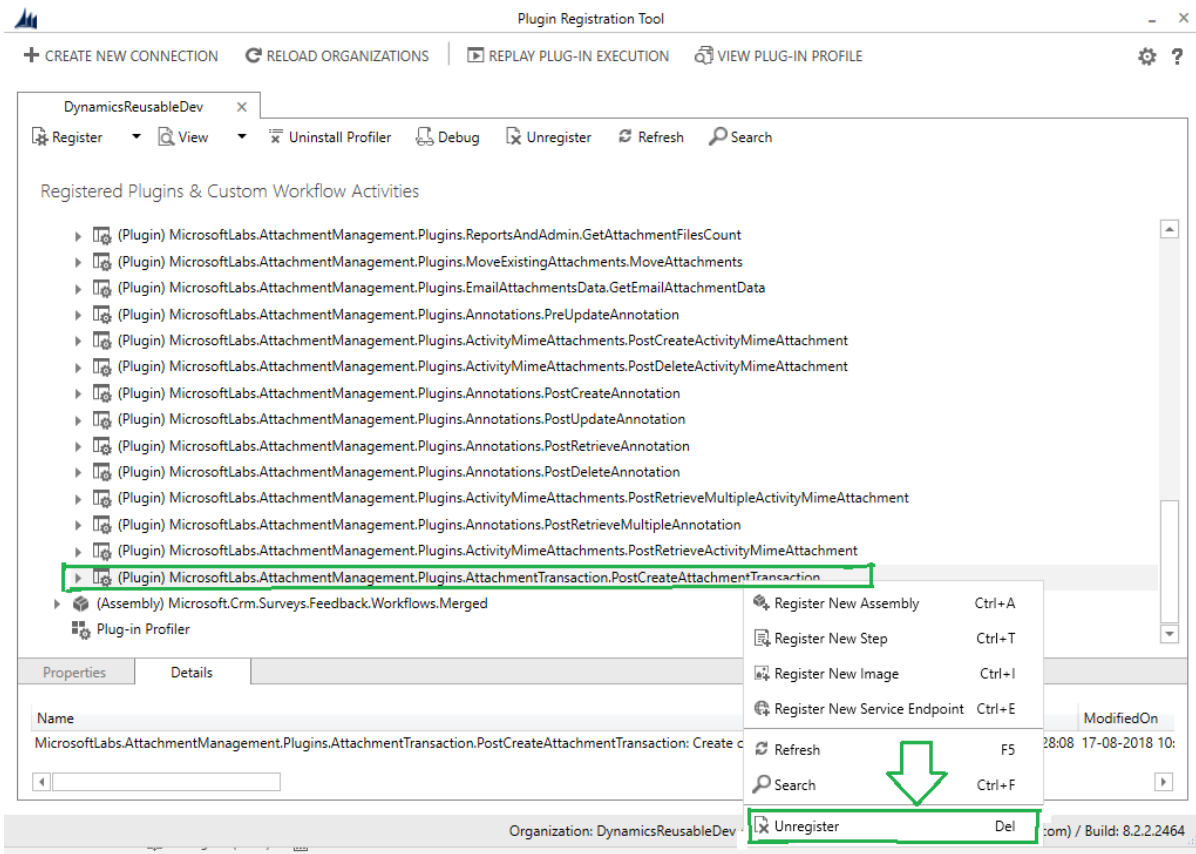 Plugin Registration Tool
CREATE NEW CONNECTION RELOAD ORGANIZATIONS REPLAY PLUG-IN EXECUTION VIEW PLUG-IN PROFILE ?
DynamicsReusableDev
Register View Uninstall Profiler Debug Unregister Refresh Search
Registered Plugins & Custom Workflow Activities
(Plugin) MicrosoftLabs.AttachmentManagement.Plugins.ReportsAndAdmin.GetAttachmentFilesCount
(Plugin) MicrosoftLabs.AttachmentManagement.Plugins.MoveExistingAttachments.MoveAttachments
(Plugin) MicrosoftLabs.AttachmentManagement.Plugins.EmailAttachmentsData.GetEmailAttachmentData
(Plugin) MicrosoftLabs.AttachmentManagement.Plugins.Annotations.PreUpdateAnnotation
(Plugin) MicrosoftLabs.AttachmentManagement.Plugins.ActivityMimeAttachments.PostCreateActivityMimeAttachment
(Plugin) MicrosoftLabs.AttachmentManagement.Plugins.ActivityMimeAttachments.PostDeleteActivityMimeAttachment
(Plugin) MicrosoftLabs.AttachmentManagement.Plugins.Annotations.PostCreateAnnotation
(Plugin) MicrosoftLabs.AttachmentManagement.Plugins.Annotations.PostUpdateAnnotation
(Plugin) MicrosoftLabs.AttachmentManagement.Plugins.Annotations.PostRetrieveAnnotation
(Plugin) MicrosoftLabs.AttachmentManagement.Plugins.Annotations.PostDeleteAnnotation
(Plugin) MicrosoftLabs.AttachmentManagement.Plugins.ActivityMimeAttachments.PostRetrieveMultipleActivityMimeAttachment
(Plugin) MicrosoftLabs.AttachmentManagement.Plugins.Annotations.PostRetrieveMultipleAnnotation
(Plugin) MicrosoftLabs.AttachmentManagement.Plugins.ActivityMimeAttachments.PostRetrieveActivityMimeAttachment
(Plugin) MicrosoftLabs.AttachmentManagement.Plugins.AttachmentTransaction.PostCreateAttachmentTransaction
(Assembly) Microsoft.Crm.Surveys.Feedback.Workflows.Merged
Plug-in Profiler
Register New Assembly Ctrl+A
Register New Step Ctrl+T
Register New Image Ctrl+I
Register New Service Endpoint Ctrl+E
Refresh F5
Search Ctrl+F
Unregister Del
Properties Details
Name ModifiedOn
MicrosoftLabs.AttachmentManagement.Plugins.AttachmentTransaction.PostCreateAttachmentTransaction: Create 28:08 17-08-2018 10:
Organization: DynamicsReusableDev com) / Build: 8.2.2.2464